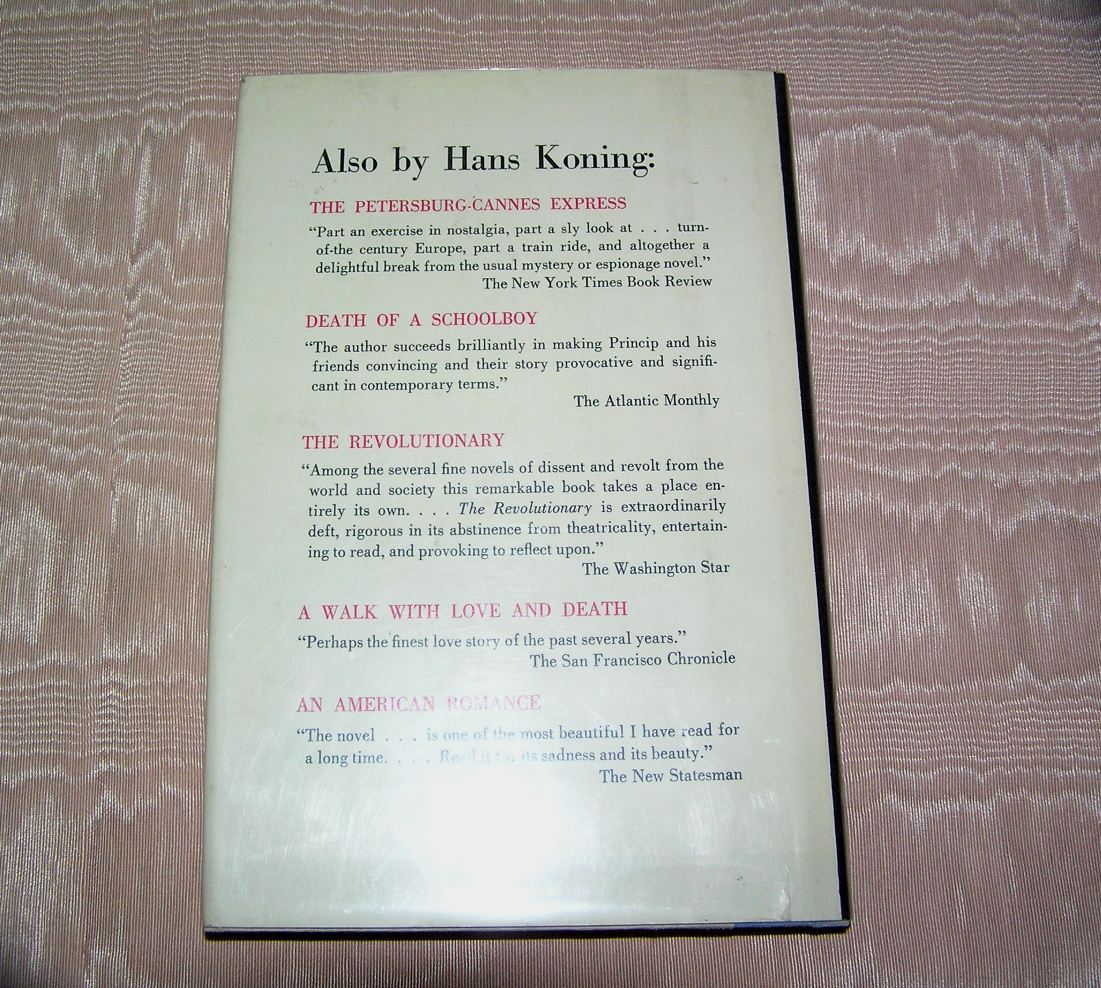 Also by Hans Koning:
THE PETERSBURG-CANNES EXPRESS
“Part an exercise in nostalgia, part a sly look at . . . turn-
of-the century Europe, part a train ride, and altogether a
delightful break from the usual mystery or espionage novel.”
The New York Times Book Review
DEATH OF A SCHOOLBOY
“The author succeeds brilliantly in making Princip and his
friends convincing and their story provocative and signifi-
cant in contemporary terms.”
The Atlantic Monthly
THE REVOLUTIONARY
“Among the several fine novels of dissent and revolt from the
world and society this remarkable book takes a place en-
tirely its own. . . . The Revolutionary is extraordinarily
deft, rigorous in its abstinence from theatricality, entertain-
ing to read, and provoking to reflect upon.”
The Washington Star
A WALK WITH LOVE AND DEATH
“Perhaps the finest love story of the past several years.”
The San Francisco Chronicle
AN AMERICAN ROMANCE
“The novel . . . is one of the most beautiful I have read for
a long time. . . . Read it for its sadness and its beauty.”
The New Statesman